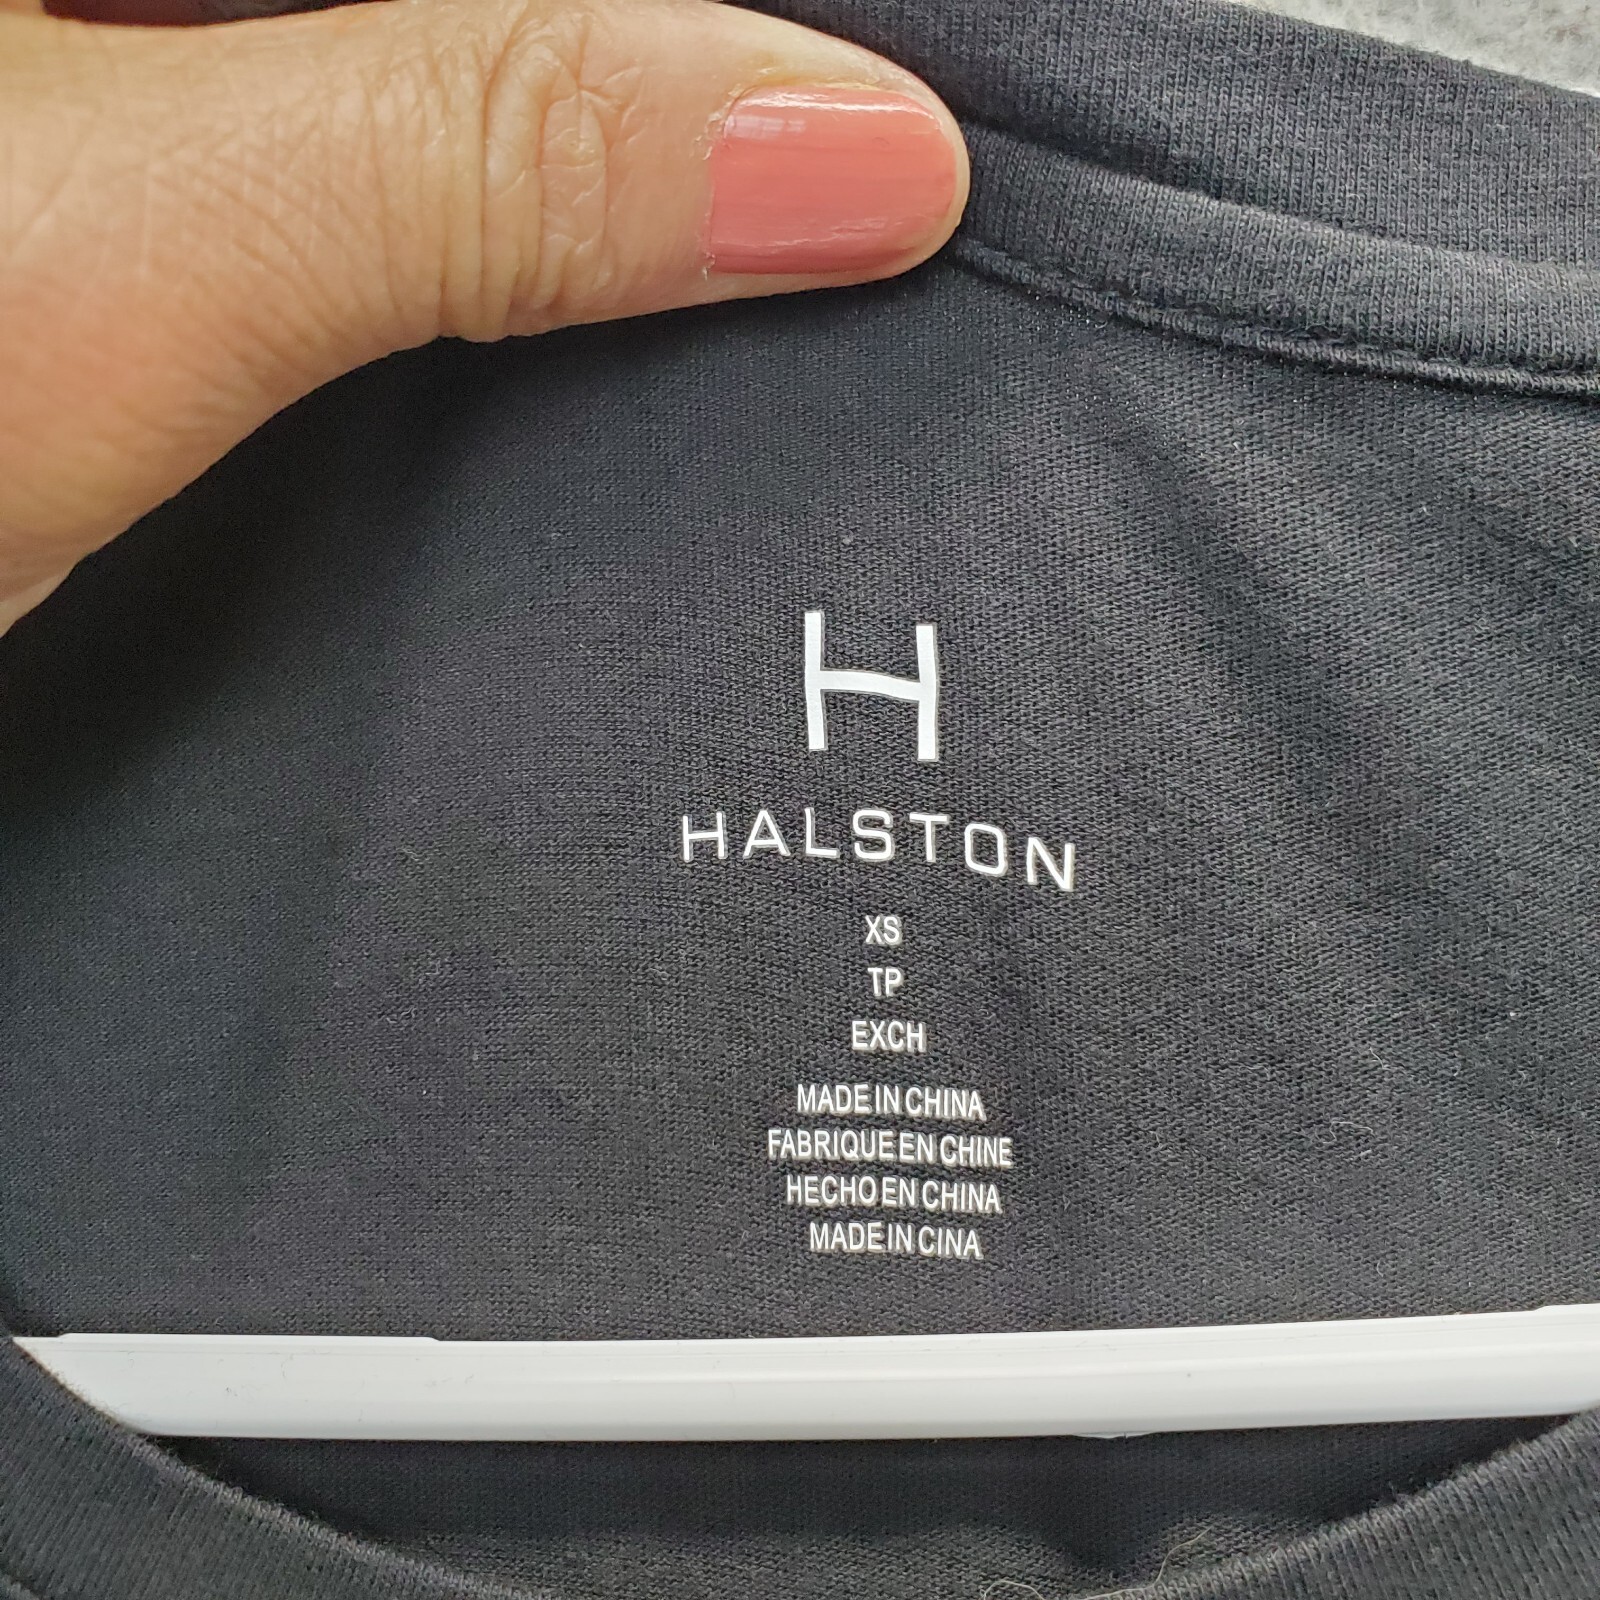 H
HALSTON
XS
TP
EXCH
MADE IN CHINA
FABRIQUE EN CHINE
HECHO EN CHINA
MADE IN CINA